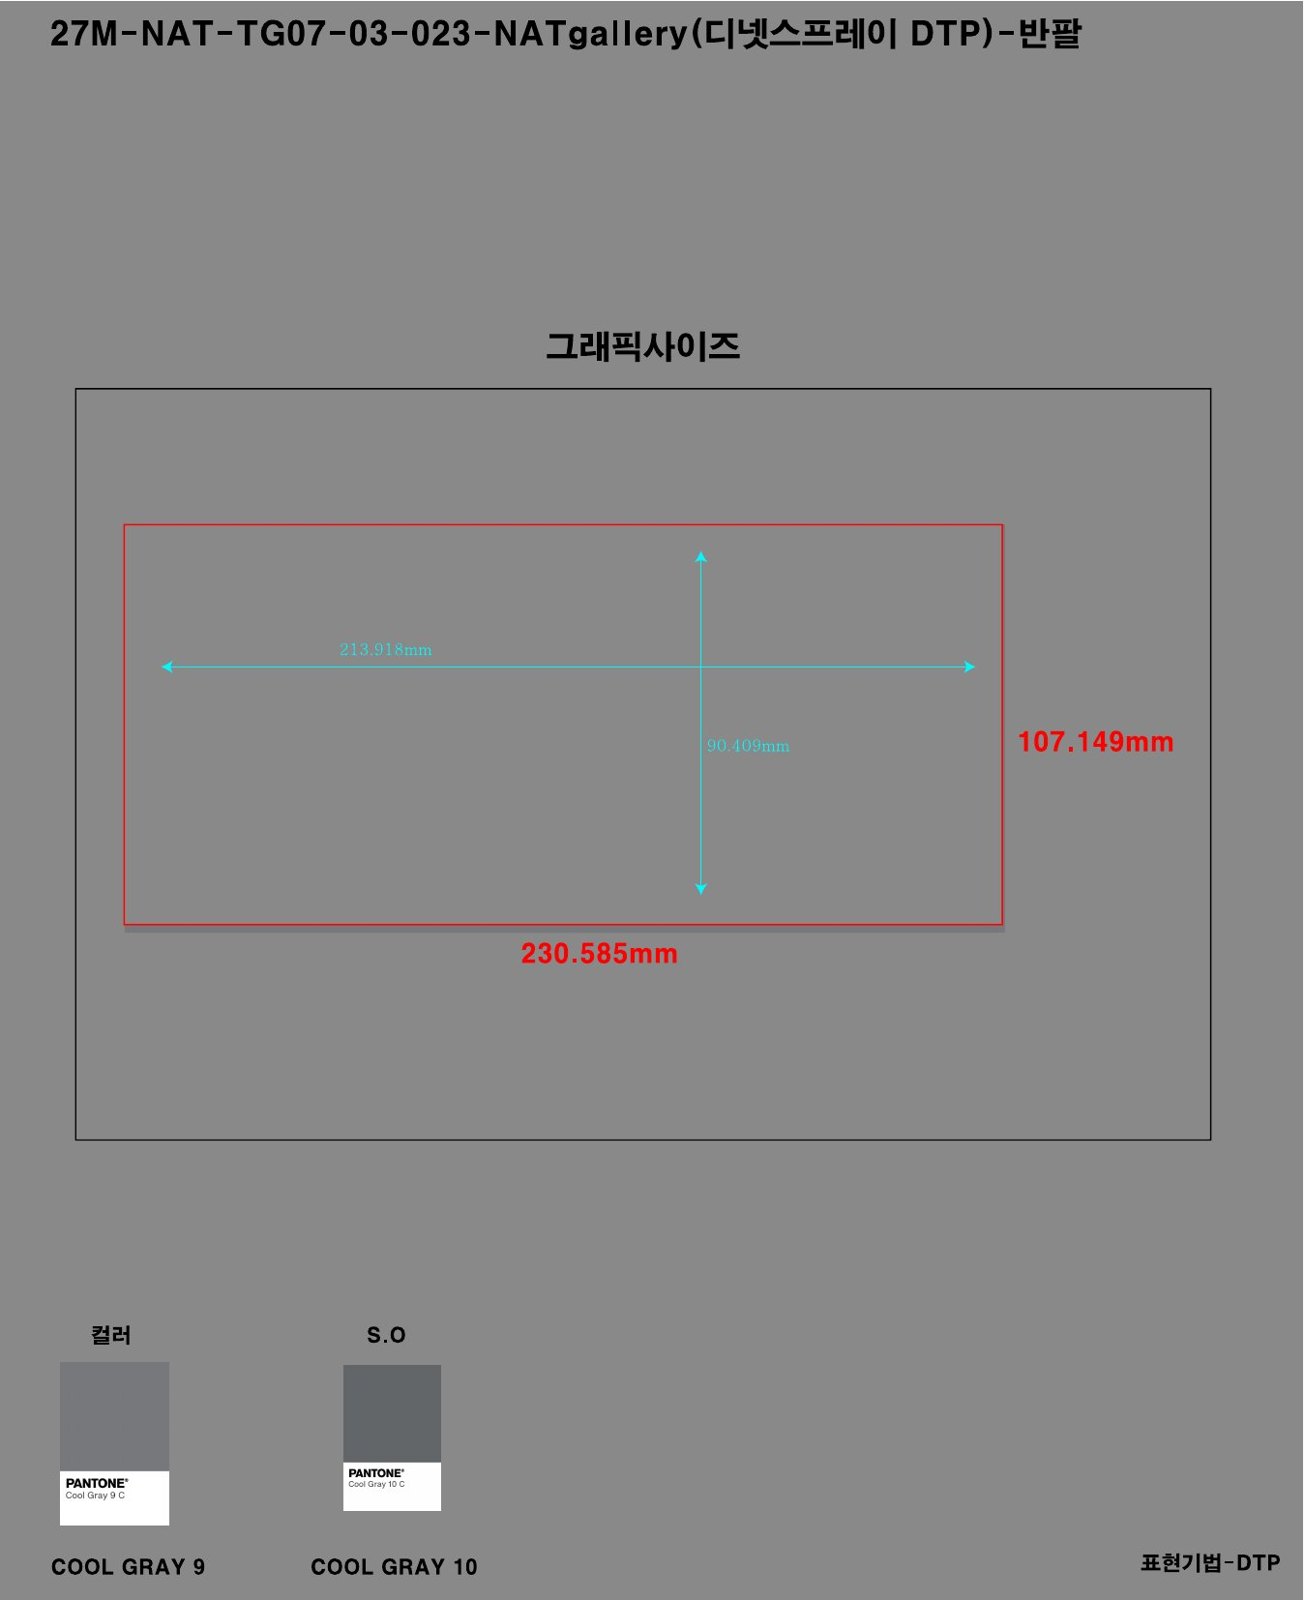 27M-NAT-TG07-03-023-NATgallery(디넷스프레이 DTP)-반팔
그래픽사이즈
213.918mm
90.409mm
107.149mm
230.585mm
컬러
S.O
PANTONE®
Cool Gray 9 C
PANTONE®
Cool Gray 10 C
COOL GRAY 9
COOL GRAY 10
표현기법-DTP